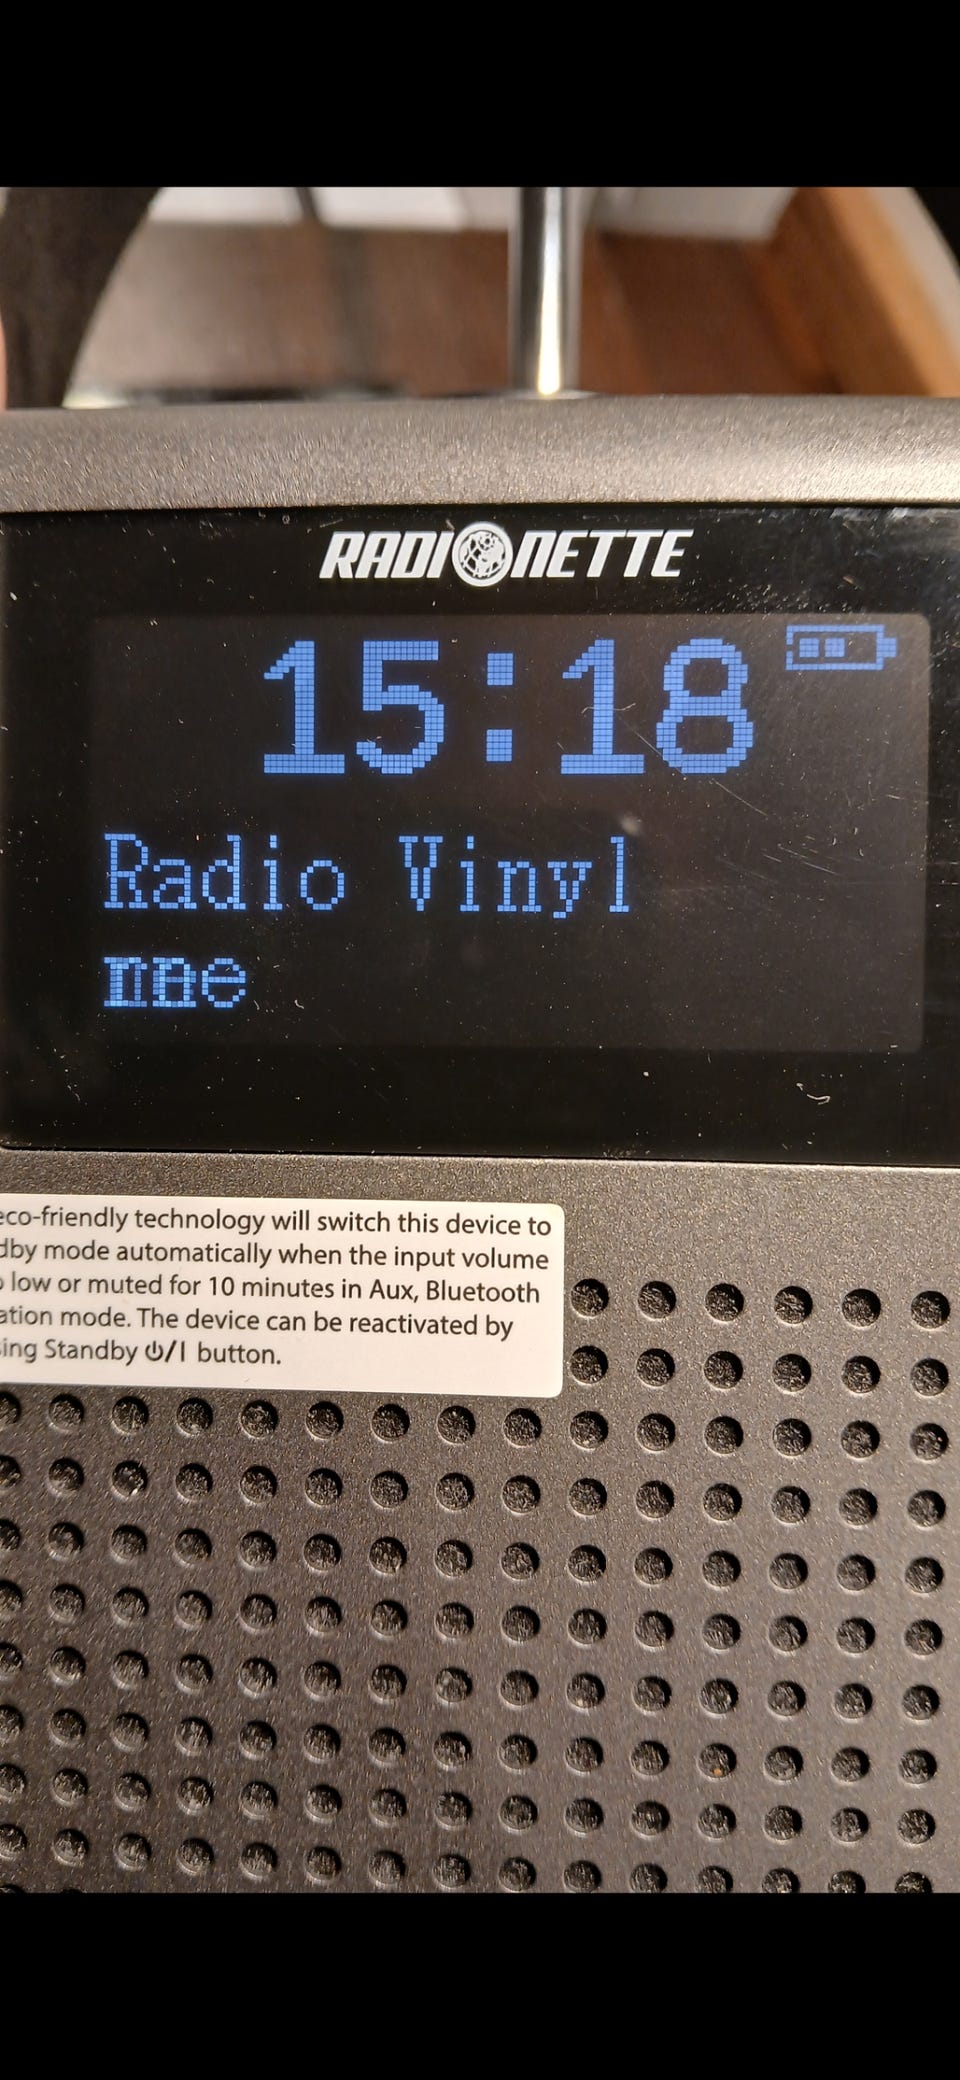 RADIONETTE
15:18
Radio Vinyl
eco-friendly technology will switch this device to
dby mode automatically when the input volume
low or muted for 10 minutes in Aux, Bluetooth
ation mode. The device can be reactivated by
ing Standby ⏻/I button.